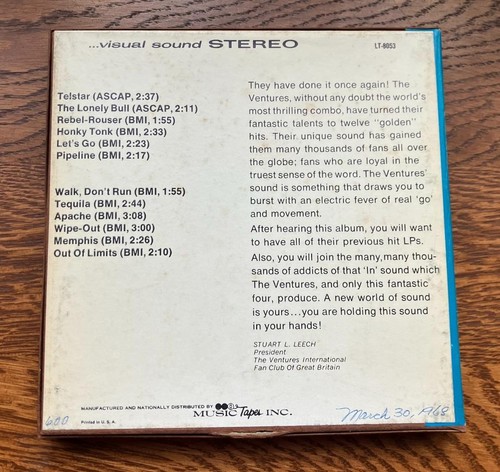 ...visual sound STEREO
LT-8053
Telstar (ASCAP, 2:37)
The Lonely Bull (ASCAP, 2:11)
Rebel-Rouser (BMI, 1:55)
Honky Tonk (BMI, 2:33)
Let's Go (BMI, 2:23)
Pipeline (BMI, 2:17)
Walk, Don't Run (BMI, 1:55)
Tequila (BMI, 2:44)
Apache (BMI, 3:08)
Wipe-Out (BMI, 3:00)
Memphis (BMI, 2:26)
Out Of Limits (BMI, 2:10)
They have done it once again! The
Ventures, without any doubt the world's
most thrilling combo, have turned their
fantastic talents to twelve "golden"
hits. Their unique sound has gained
them many thousands of fans all over
the globe; fans who are loyal in the
truest sense of the word. The Ventures'
sound is something that draws you to
burst with an electric fever of real 'go'
and movement.
After hearing this album, you will want
to have all of their previous hit LPs.
Also, you will join the many,many thou-
sands of addicts of that 'In' sound which
The Ventures, and only this fantastic
four, produce. A new world of sound
is yours...you are holding this sound
in your hands!
STUART L. LEECH
President
The Ventures International
Fan Club Of Great Britain
MANUFACTURED AND NATIONALLY DISTRIBUTED BY
MUSIC Tapes INC.
600
Printed in U. S. A.
March 30, 1968